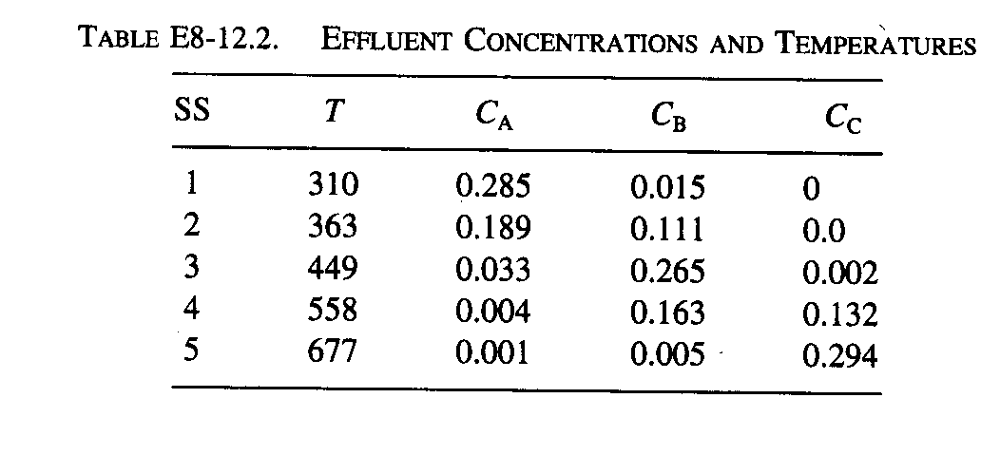 TABLE E8-12.2. EFFLUENT CONCENTRATIONS AND TEMPERATURES
SS T C_A C_B C_C
1 310 0.285 0.015 0
2 363 0.189 0.111 0.0
3 449 0.033 0.265 0.002
4 558 0.004 0.163 0.132
5 677 0.001 0.005 0.294